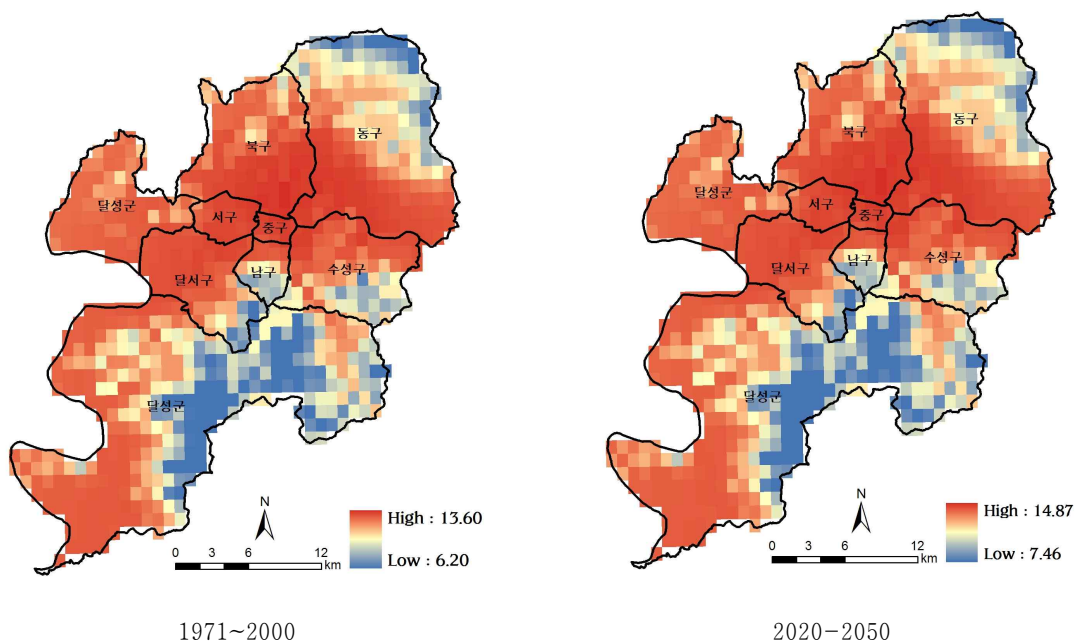 동구
북구
달성군
서구
중구
달서구
남구
수성구
달성군
N
High : 13.60
Low : 6.20
0 3 6 12
km
1971~2000
동구
북구
달성군
서구
중구
달서구
남구
수성구
달성군
N
High : 14.87
Low : 7.46
0 3 6 12
km
2020-2050